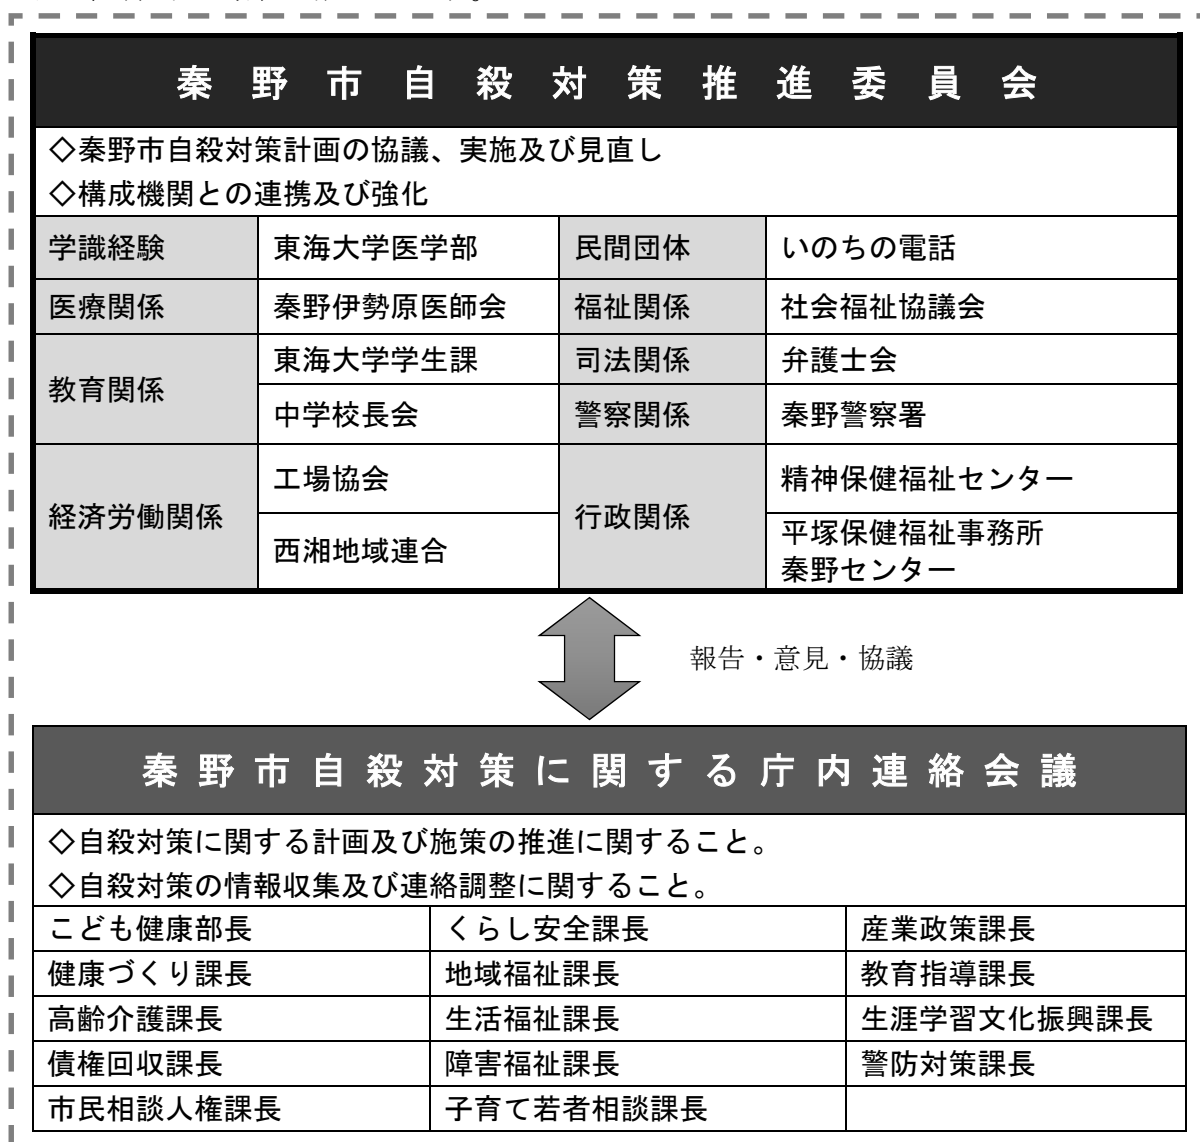 秦野市自殺対策推進委員会
◇秦野市自殺対策計画の協議、実施及び見直し
◇構成機関との連携及び強化
学識経験 東海大学医学部 民間団体 いのちの電話
医療関係 秦野伊勢原医師会 福祉関係 社会福祉協議会
教育関係 東海大学学生課 司法関係 弁護士会
中学校長会 警察関係 秦野警察署
経済労働関係 工場協会 行政関係 精神保健福祉センター
西湘地域連合 平塚保健福祉事務所
秦野センター
報告・意見・協議
秦野市自殺対策に関する庁内連絡会議
◇自殺対策に関する計画及び施策の推進に関すること。
◇自殺対策の情報収集及び連絡調整に関すること。
こども健康部長 くらし安全課長 産業政策課長
健康づくり課長 地域福祉課長 教育指導課長
高齢介護課長 生活福祉課長 生涯学習文化振興課長
債権回収課長 障害福祉課長 警防対策課長
市民相談人権課長 子育て若者相談課長